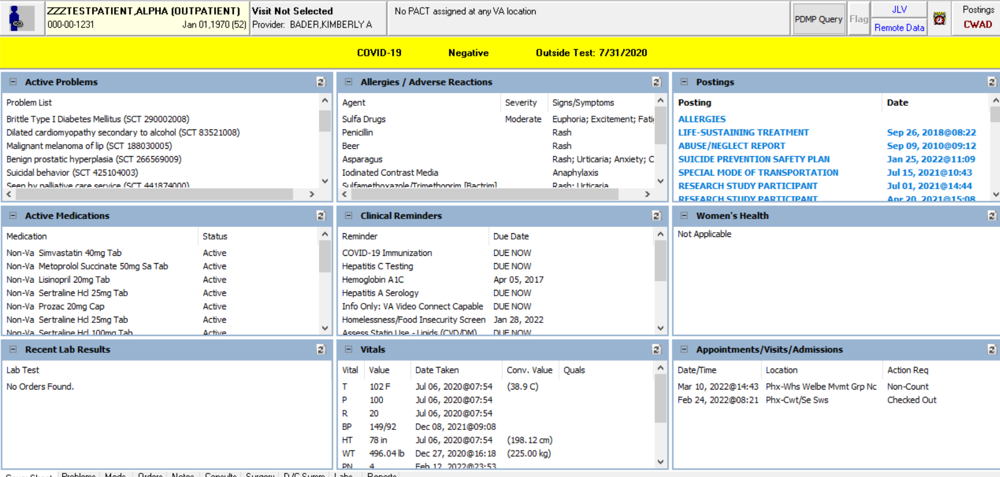 ZZZTESTPATIENT,ALPHA (OUTPATIENT)
000-00-1231 Jan 01,1970 (52)
Visit Not Selected
Provider: BADER,KIMBERLY A
No PACT assigned at any VA location
PDMP Query
Flag
JLV
Remote Data
Postings
CWAD
COVID-19 Negative Outside Test: 7/31/2020
Active Problems
Problem List
Brittle Type I Diabetes Mellitus (SCT 290002008)
Dilated cardiomyopathy secondary to alcohol (SCT 83521008)
Malignant melanoma of lip (SCT 188030005)
Benign prostatic hyperplasia (SCT 266569009)
Suicidal behavior (SCT 425104003)
Seen by palliative care service (SCT 441874000)
Allergies / Adverse Reactions
Agent Severity Signs/Symptoms
Sulfa Drugs Moderate Euphoria; Excitement; Fatig
Penicillin Rash
Beer Rash
Asparagus Rash; Urticaria; Anxiety; C
Iodinated Contrast Media Anaphylaxis
Sulfamethoxazole/Trimethoprim [Bactrim] Rash; Urticaria
Postings
Posting Date
ALLERGIES
LIFE-SUSTAINING TREATMENT Sep 26, 2018@08:22
ABUSE/NEGLECT REPORT Sep 09, 2010@09:12
SUICIDE PREVENTION SAFETY PLAN Jan 25, 2022@11:09
SPECIAL MODE OF TRANSPORTATION Jul 15, 2021@10:43
RESEARCH STUDY PARTICIPANT Jul 01, 2021@14:44
RESEARCH STUDY PARTICIPANT Apr 20, 2021@15:08
Active Medications
Medication Status
Non-Va Simvastatin 40mg Tab Active
Non-Va Metoprolol Succinate 50mg Sa Tab Active
Non-Va Lisinopril 20mg Tab Active
Non-Va Sertraline Hcl 25mg Tab Active
Non-Va Prozac 20mg Cap Active
Non-Va Sertraline Hcl 25mg Tab Active
Non-Va Sertraline Hcl 100mg Tab Active
Clinical Reminders
Reminder Due Date
COVID-19 Immunization DUE NOW
Hepatitis C Testing DUE NOW
Hemoglobin A1C Apr 05, 2017
Hepatitis A Serology DUE NOW
Info Only: VA Video Connect Capable DUE NOW
Homelessness/Food Insecurity Screen Jan 28, 2022
Assess Statin Use - Lipids (CVD/DM) DUE NOW
Women's Health
Not Applicable
Recent Lab Results
Lab Test
No Orders Found.
Vitals
Vital Value Date Taken Conv. Value Quals
T 102 F Jul 06, 2020@07:54 (38.9 C)
P 100 Jul 06, 2020@07:54
R 20 Jul 06, 2020@07:54
BP 149/92 Dec 08, 2021@09:08
HT 78 in Jul 06, 2020@07:54 (198.12 cm)
WT 496.04 lb Dec 27, 2020@16:18 (225.00 kg)
PN 4 Feb 12, 2022@23:53
Appointments/Visits/Admissions
Date/Time Location Action Req
Mar 10, 2022@14:43 Phx-Whs Welbe Mvmt Grp Nc Non-Count
Feb 24, 2022@08:21 Phx-Cwt/Se Sws Checked Out
Cover Sheet Problems Meds Orders Notes Consults Surgery D/C Summ Labs Reports